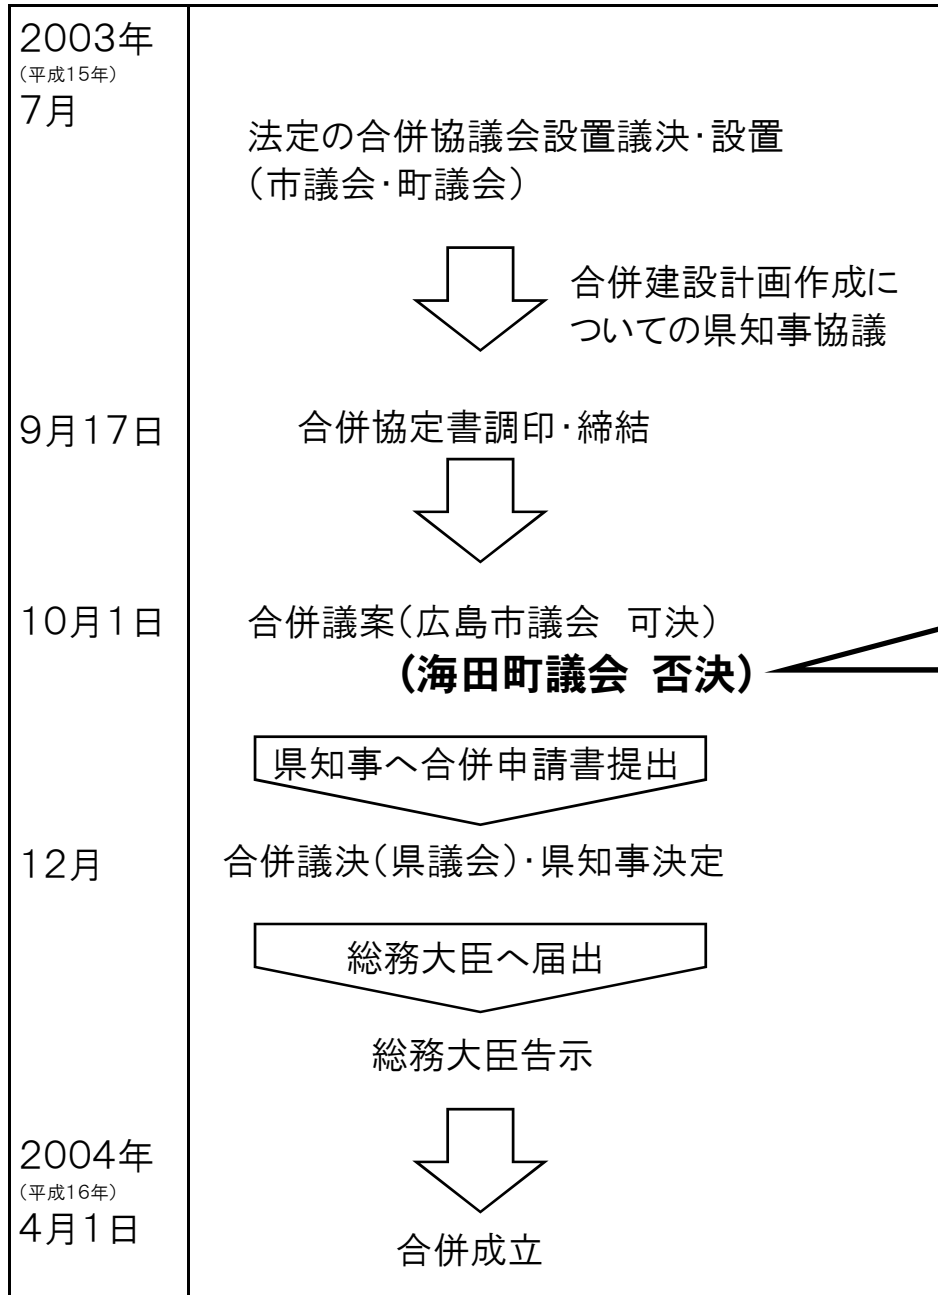 2003年
(平成15年)
7月
法定の合併協議会設置議決・設置
(市議会・町議会)
合併建設計画作成に
ついての県知事協議
9月17日
合併協定書調印・締結
10月1日
合併議案(広島市議会　可決)
(海田町議会　否決)
県知事へ合併申請書提出
12月
合併議決(県議会)・県知事決定
総務大臣へ届出
総務大臣告示
2004年
(平成16年)
4月1日
合併成立